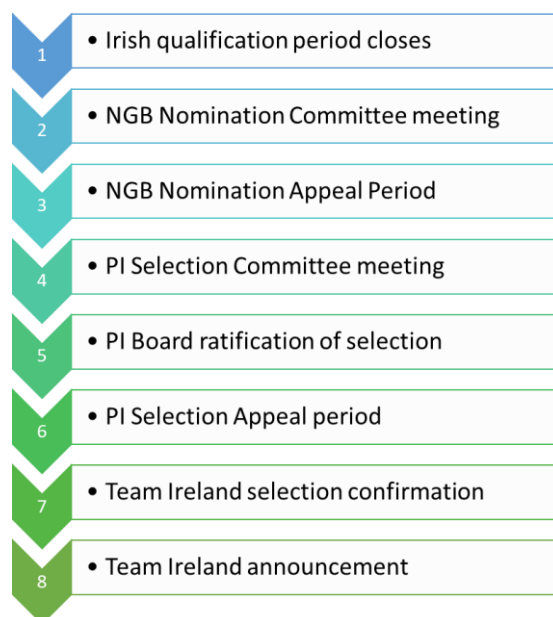 1 • Irish qualification period closes
2 • NGB Nomination Committee meeting
3 • NGB Nomination Appeal Period
4 • PI Selection Committee meeting
5 • PI Board ratification of selection
6 • PI Selection Appeal period
7 • Team Ireland selection confirmation
8 • Team Ireland announcement